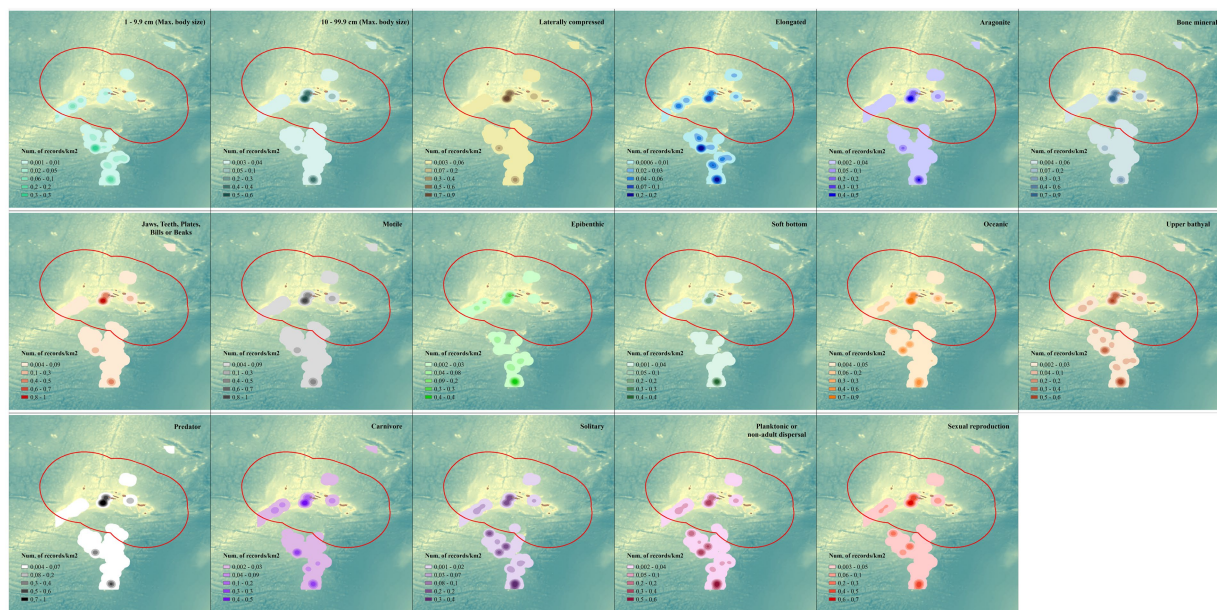 1 - 9.9 cm (Max. body size)
Num. of records/km2
0,001 - 0,01
0,02 - 0,05
0,06 - 0,1
0,2 - 0,2
0,3 - 0,3
10 - 99.9 cm (Max. body size)
Num. of records/km2
0,003 - 0,04
0,05 - 0,1
0,2 - 0,3
0,4 - 0,4
0,5 - 0,6
Laterally compressed
Num. of records/km2
0,003 - 0,06
0,07 - 0,2
0,3 - 0,4
0,5 - 0,6
0,7 - 0,9
Elongated
Num. of records/km2
0,0006 - 0,01
0,02 - 0,03
0,04 - 0,06
0,07 - 0,1
0,2 - 0,2
Aragonite
Num. of records/km2
0,002 - 0,04
0,05 - 0,1
0,2 - 0,2
0,3 - 0,3
0,4 - 0,5
Bone mineral
Num. of records/km2
0,004 - 0,06
0,07 - 0,2
0,3 - 0,3
0,4 - 0,6
0,7 - 0,9
Jaws, Teeth, Plates,
Bills or Beaks
Num. of records/km2
0,004 - 0,09
0,1 - 0,3
0,4 - 0,5
0,6 - 0,7
0,8 - 1
Motile
Num. of records/km2
0,004 - 0,09
0,1 - 0,3
0,4 - 0,5
0,6 - 0,7
0,8 - 1
Epibenthic
Num. of records/km2
0,002 - 0,03
0,04 - 0,08
0,09 - 0,2
0,3 - 0,3
0,4 - 0,4
Soft bottom
Num. of records/km2
0,001 - 0,04
0,05 - 0,1
0,2 - 0,2
0,3 - 0,3
0,4 - 0,4
Oceanic
Num. of records/km2
0,004 - 0,05
0,06 - 0,2
0,3 - 0,3
0,4 - 0,6
0,7 - 0,9
Upper bathyal
Num. of records/km2
0,002 - 0,03
0,04 - 0,1
0,2 - 0,2
0,3 - 0,4
0,5 - 0,6
Predator
Num. of records/km2
0,004 - 0,07
0,08 - 0,2
0,3 - 0,4
0,5 - 0,6
0,7 - 1
Carnivore
Num. of records/km2
0,002 - 0,03
0,04 - 0,09
0,1 - 0,2
0,3 - 0,3
0,4 - 0,5
Solitary
Num. of records/km2
0,001 - 0,02
0,03 - 0,07
0,08 - 0,1
0,2 - 0,2
0,3 - 0,4
Planktonic or
non-adult dispersal
Num. of records/km2
0,002 - 0,04
0,05 - 0,1
0,2 - 0,2
0,3 - 0,4
0,5 - 0,6
Sexual reproduction
Num. of records/km2
0,003 - 0,05
0,06 - 0,1
0,2 - 0,3
0,4 - 0,5
0,6 - 0,7